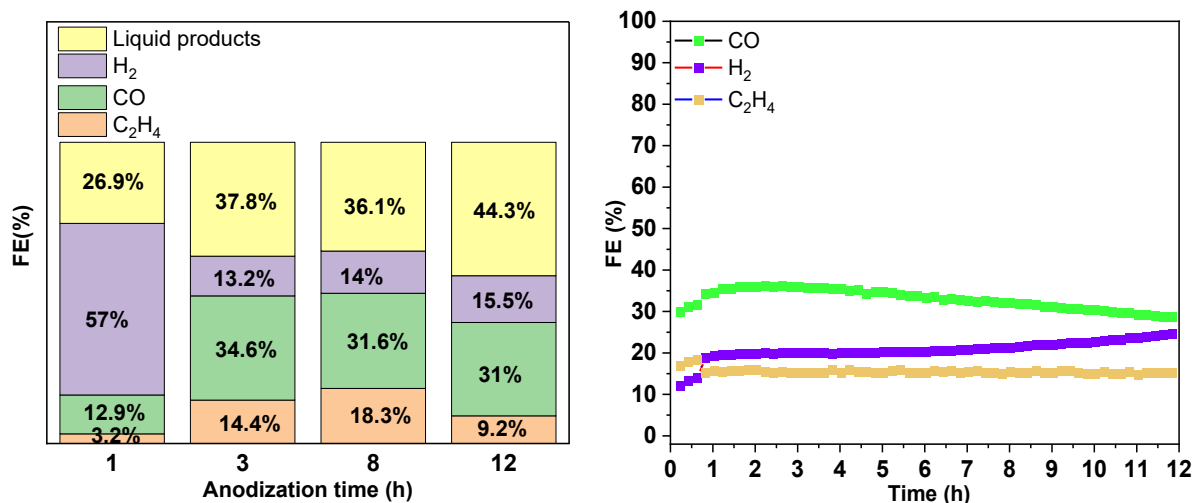 Liquid products
H₂
CO
C₂H₄
26.9%
57%
12.9%
3.2%
37.8%
13.2%
34.6%
14.4%
36.1%
14%
31.6%
18.3%
44.3%
15.5%
31%
9.2%
1 3 8 12
Anodization time (h)
FE(%)
CO
H₂
C₂H₄
100
90
80
70
60
50
40
30
20
10
0
0 1 2 3 4 5 6 7 8 9 10 11 12
Time (h)
FE (%)